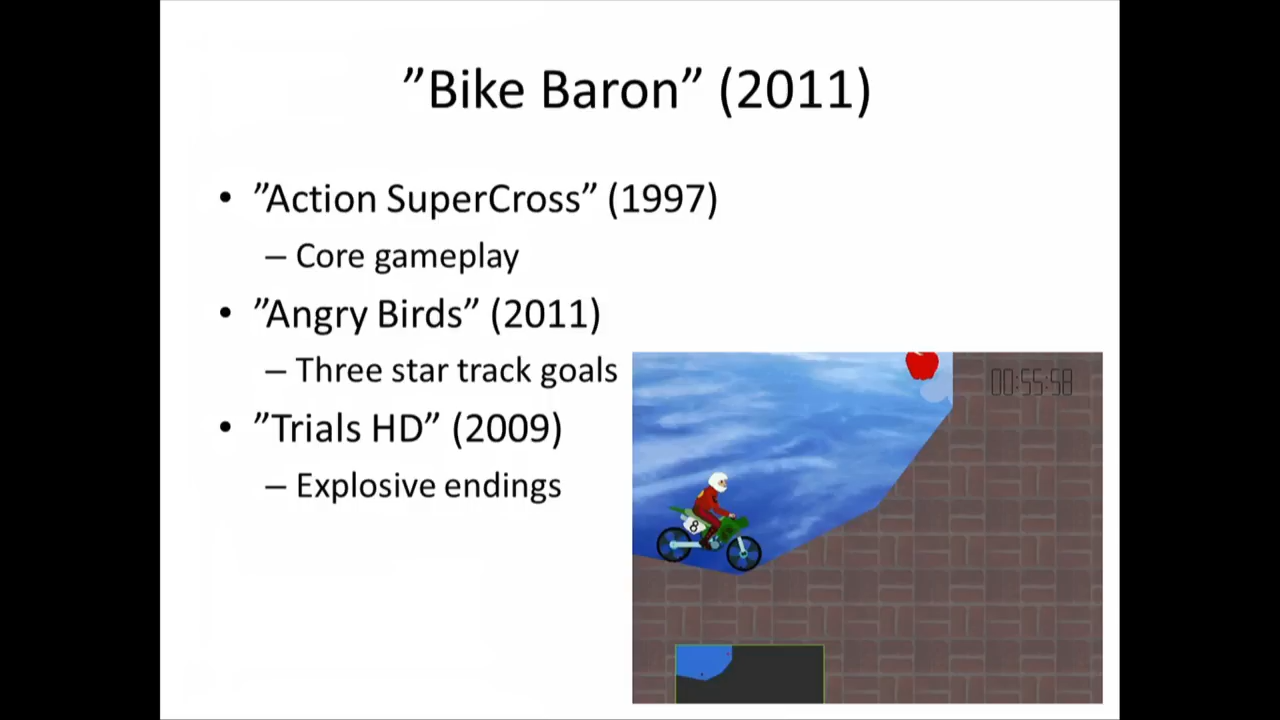 ”Bike Baron” (2011)
• ”Action SuperCross” (1997)
– Core gameplay
• ”Angry Birds” (2011)
– Three star track goals
• ”Trials HD” (2009)
– Explosive endings
00:55:58
8